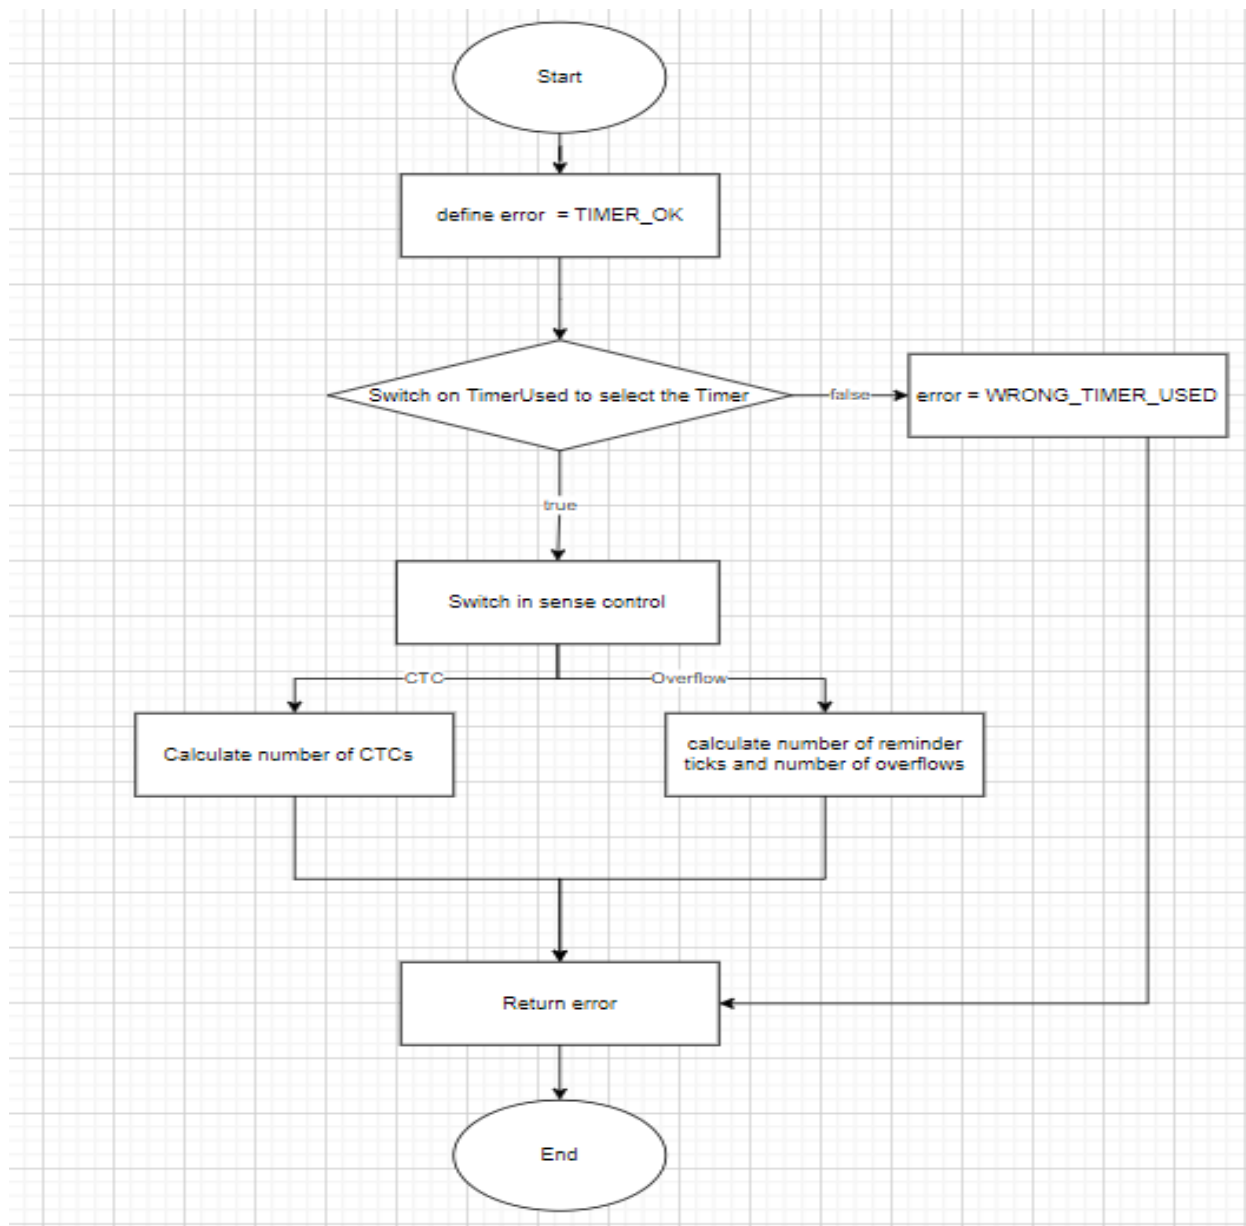 Start
define error = TIMER_OK
Switch on TimerUsed to select the Timer
false
error = WRONG_TIMER_USED
true
Switch in sense control
CTC
Overflow
Calculate number of CTCs
calculate number of reminder
ticks and number of overflows
Return error
End